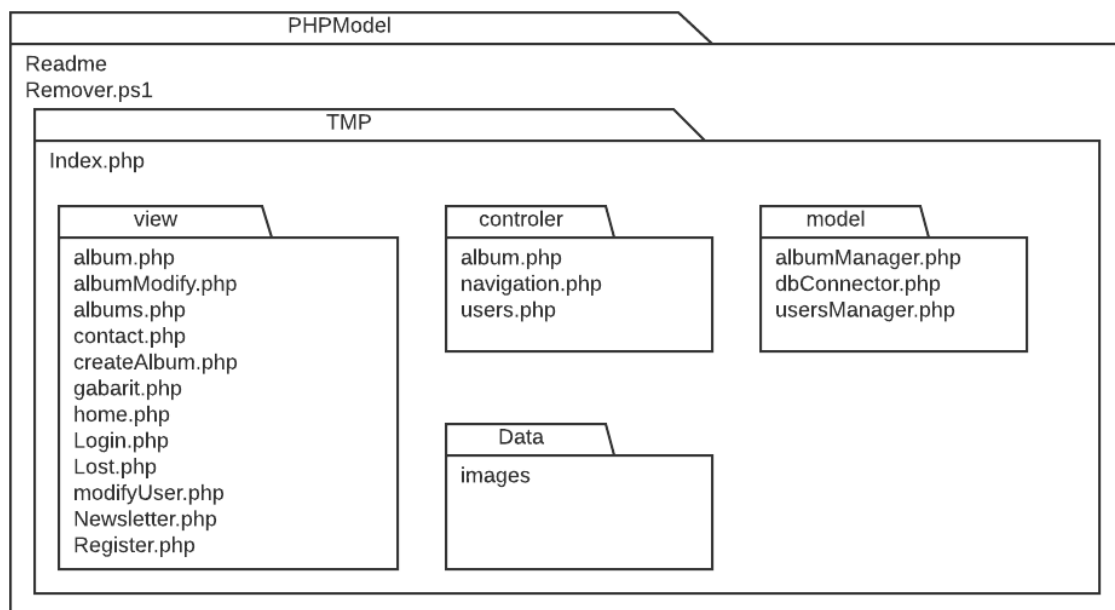 PHPModel
Readme
Remover.ps1
TMP
Index.php
view
album.php
albumModify.php
albums.php
contact.php
createAlbum.php
gabarit.php
home.php
Login.php
Lost.php
modifyUser.php
Newsletter.php
Register.php
controler
album.php
navigation.php
users.php
model
albumManager.php
dbConnector.php
usersManager.php
Data
images